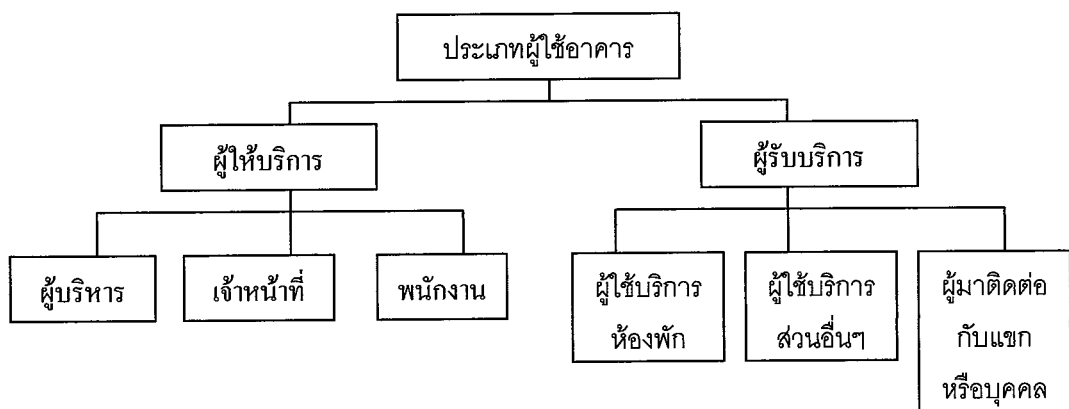 ประเภทผู้ใช้อาคาร
ผู้ให้บริการ
ผู้รับบริการ
ผู้บริหาร
เจ้าหน้าที่
พนักงาน
ผู้ใช้บริการ
ห้องพัก
ผู้ใช้บริการ
ส่วนอื่นๆ
ผู้มาติดต่อ
กับแขก
หรือบุคคล